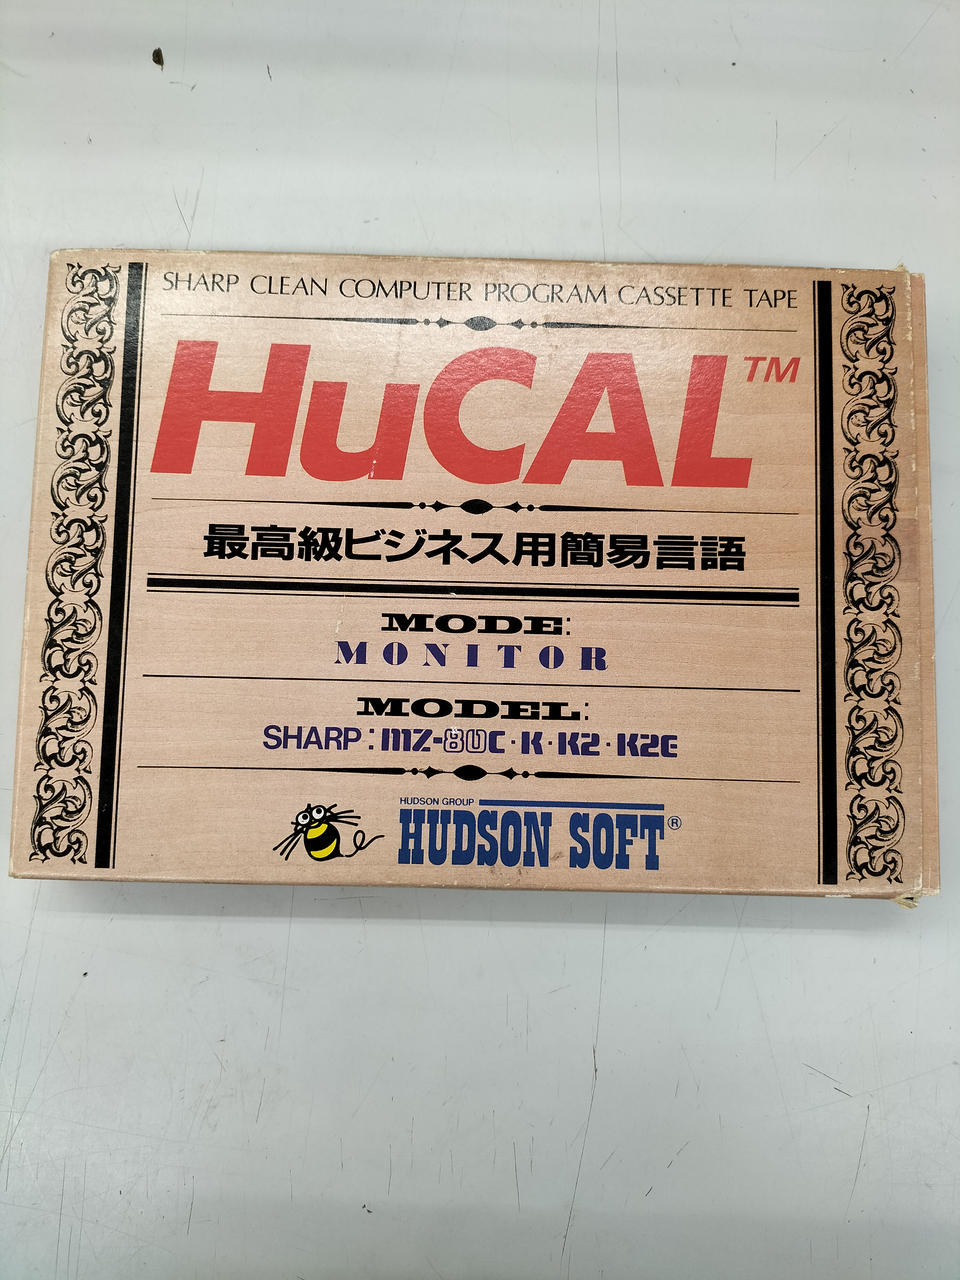 SHARP CLEAN COMPUTER PROGRAM CASSETTE TAPE
HuCAL™
最高級ビジネス用簡易言語
MODE:
MONITOR
MODEL:
SHARP:MZ-80C·K·K2·K2E
HUDSON GROUP
HUDSON SOFT®